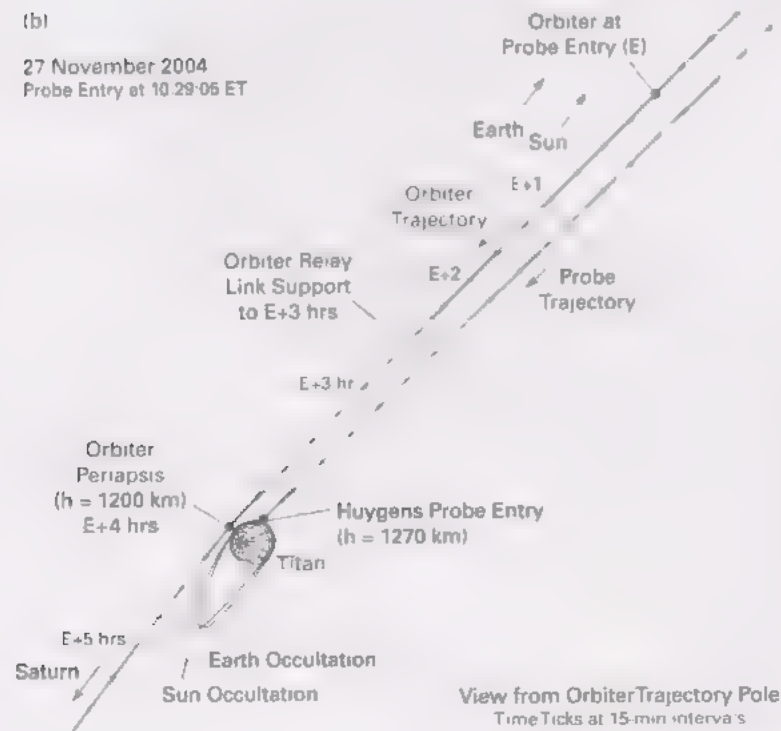 (b)
27 November 2004
Probe Entry at 10.29:05 ET
Orbiter at
Probe Entry (E)
Earth
Sun
E+1
Orbiter
Trajectory
E+2
Orbiter Relay
Link Support
to E+3 hrs
Probe
Trajectory
E+3 hr
Orbiter
Periapsis
(h = 1200 km)
E+4 hrs
Huygens Probe Entry
(h = 1270 km)
Titan
E+5 hrs
Saturn
Earth Occultation
Sun Occultation
View from Orbiter Trajectory Pole
Time Ticks at 15-min intervals